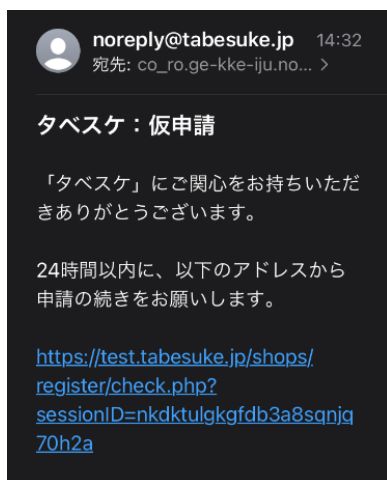 noreply@tabesuke.jp 14:32
宛先: co_ro.ge-kke-iju.no... >
タベスケ：仮申請
「タベスケ」にご関心をお持ちいただ
きありがとうございます。
24時間以内に、以下のアドレスから
申請の続きをお願いします。
https://test.tabesuke.jp/shops/
register/check.php?
sessionID=nkdktulgkgfdb3a8sqnjq
70h2a